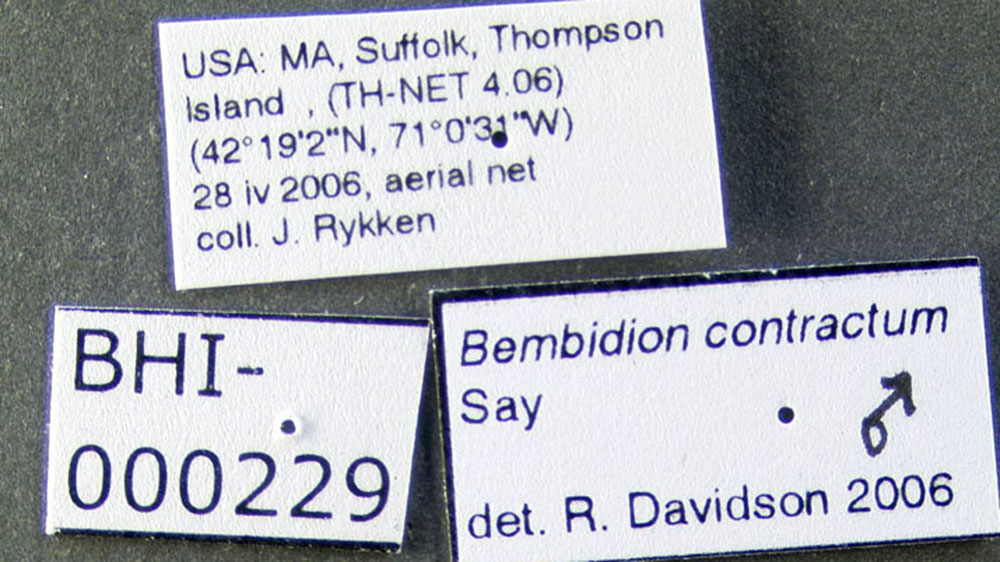 USA: MA, Suffolk, Thompson
Island , (TH-NET 4.06)
(42°19'2"N, 71°0'31"W)
28 iv 2006, aerial net
coll. J. Rykken
BHI-
000229
Bembidion contractum
Say
♂
det. R. Davidson 2006